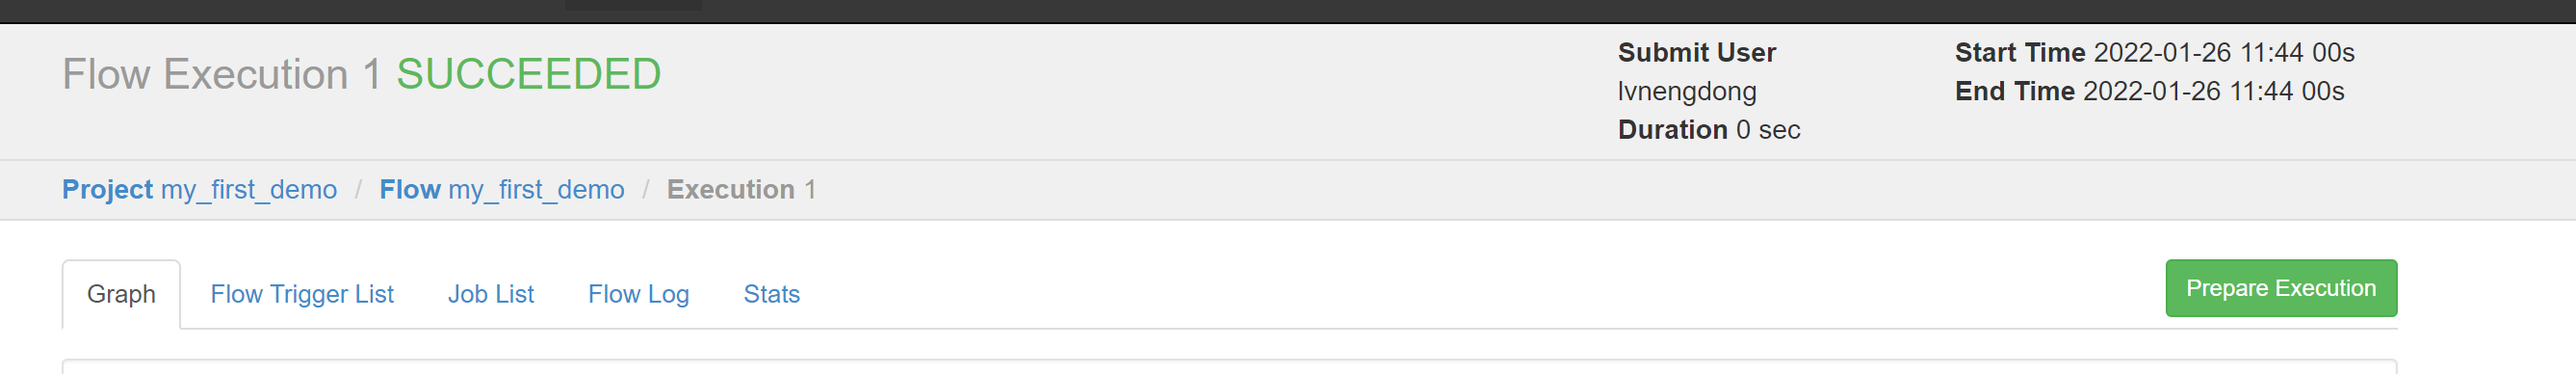 Flow Execution 1 SUCCEEDED
Submit User
lvnengdong
Duration 0 sec
Start Time 2022-01-26 11:44 00s
End Time 2022-01-26 11:44 00s
Project my_first_demo / Flow my_first_demo / Execution 1
Graph Flow Trigger List Job List Flow Log Stats Prepare Execution